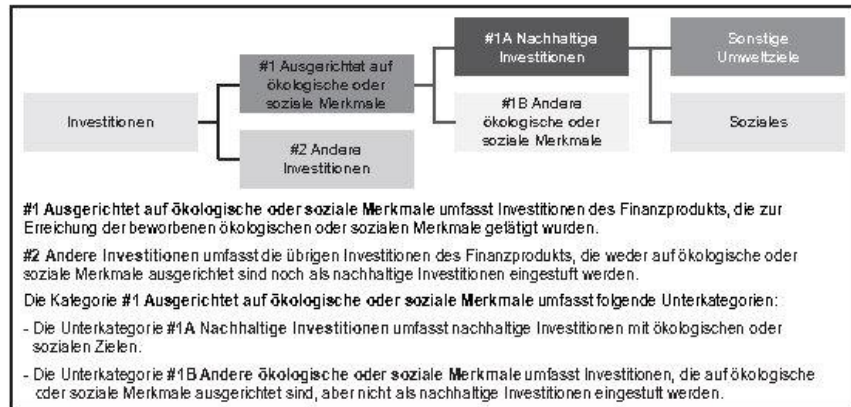 #1A Nachhaltige
Investitionen
Sonstige
Umweltziele
#1 Ausgerichtet auf
ökologische oder
soziale Merkmale
#1B Andere
ökologische oder
soziale Merkmale
Investitionen
Soziales
#2 Andere
Investitionen
#1 Ausgerichtet auf ökologische oder soziale Merkmale umfasst Investitionen des Finanzprodukts, die zur
Erreichung der beworbenen ökologischen oder sozialen Merkmale getätigt wurden.
#2 Andere Investitionen umfasst die übrigen Investitionen des Finanzprodukts, die weder auf ökologische oder
soziale Merkmale ausgerichtet sind noch als nachhaltige Investitionen eingestuft werden.
Die Kategorie #1 Ausgerichtet auf ökologische oder soziale Merkmale umfasst folgende Unterkategorien:
- Die Unterkategorie #1A Nachhaltige Investitionen umfasst nachhaltige Investitionen mit ökologischen oder
sozialen Zielen.
- Die Unterkategorie #1B Andere ökologische oder soziale Merkmale umfasst Investitionen, die auf ökologische
oder soziale Merkmale ausgerichtet sind, aber nicht als nachhaltige Investitionen eingestuft werden.